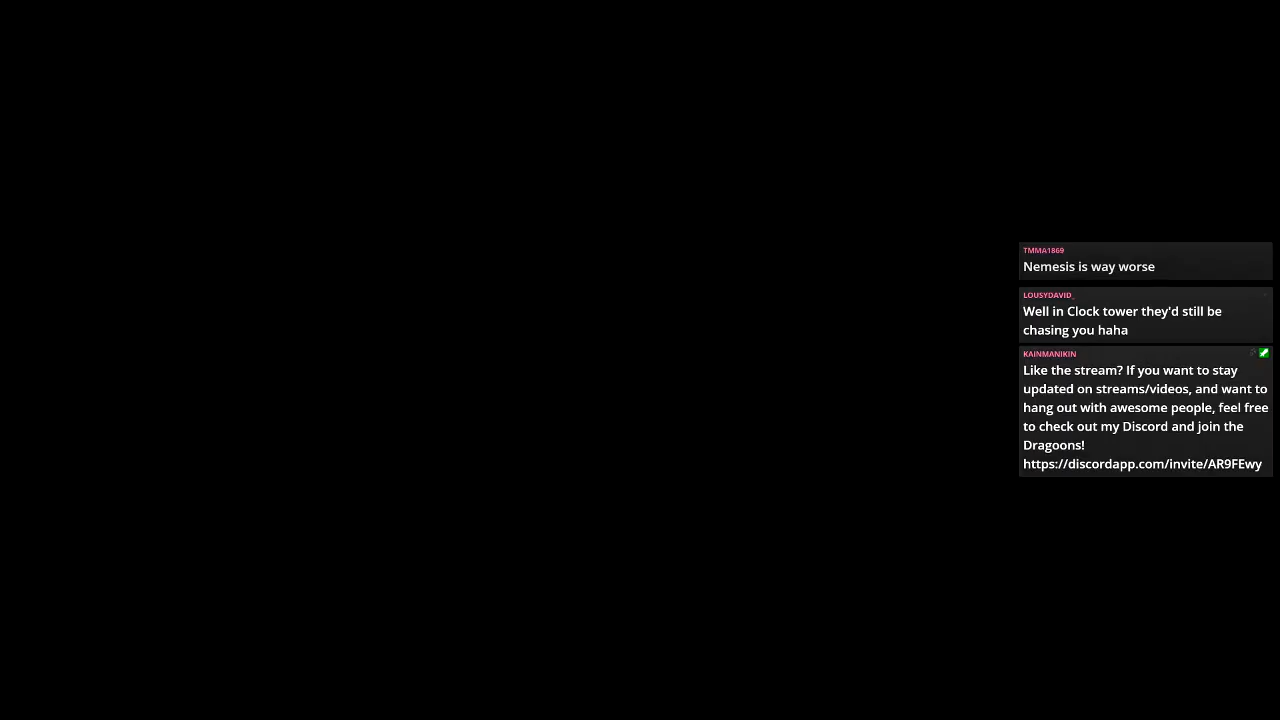 TMMA1869
Nemesis is way worse
LOUSYDAVID_
Well in Clock tower they'd still be
chasing you haha
KAINMANIKIN
Like the stream? If you want to stay
updated on streams/videos, and want to
hang out with awesome people, feel free
to check out my Discord and join the
Dragoons!
https://discordapp.com/invite/AR9FEwy